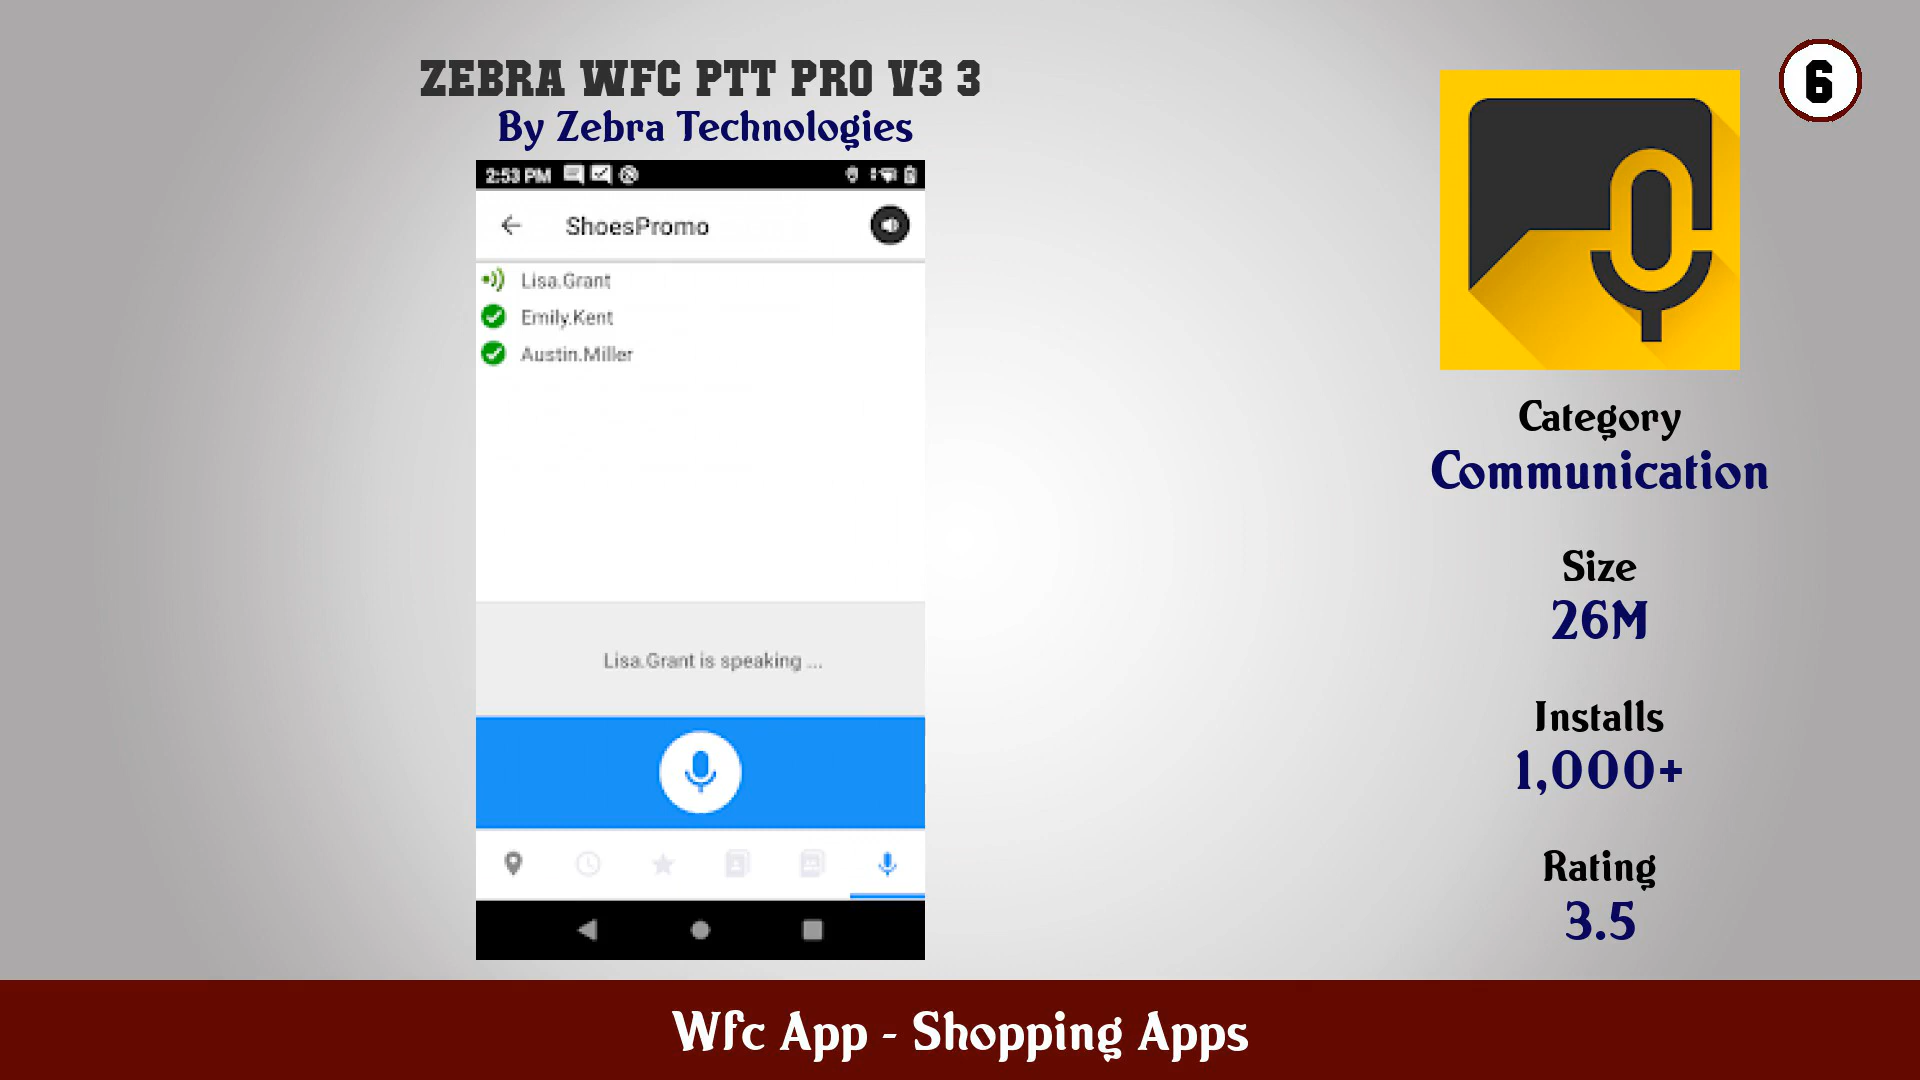 ZEBRA WFC PTT PRO V3 3
By Zebra Technologies
6
2:53 PM
ShoesPromo
Lisa.Grant
Emily.Kent
Austin.Miller
Lisa.Grant is speaking ...
Category
Communication
Size
26M
Installs
1,000+
Rating
3.5
Wfc App - Shopping Apps